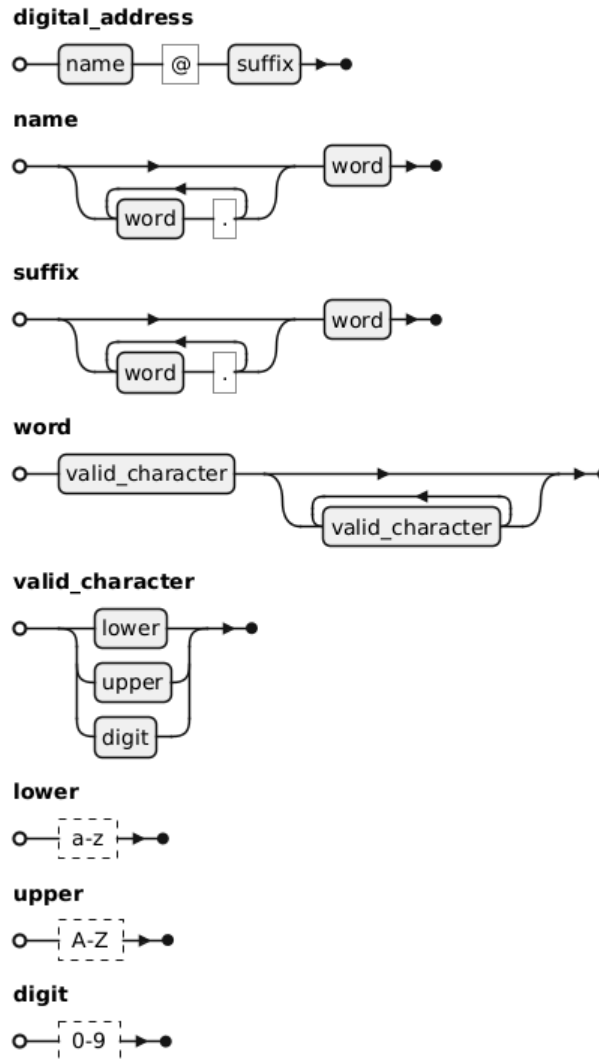 digital_address
name @ suffix
name
word
word .
suffix
word
word .
word
valid_character
valid_character
valid_character
lower
upper
digit
lower
a-z
upper
A-Z
digit
0-9